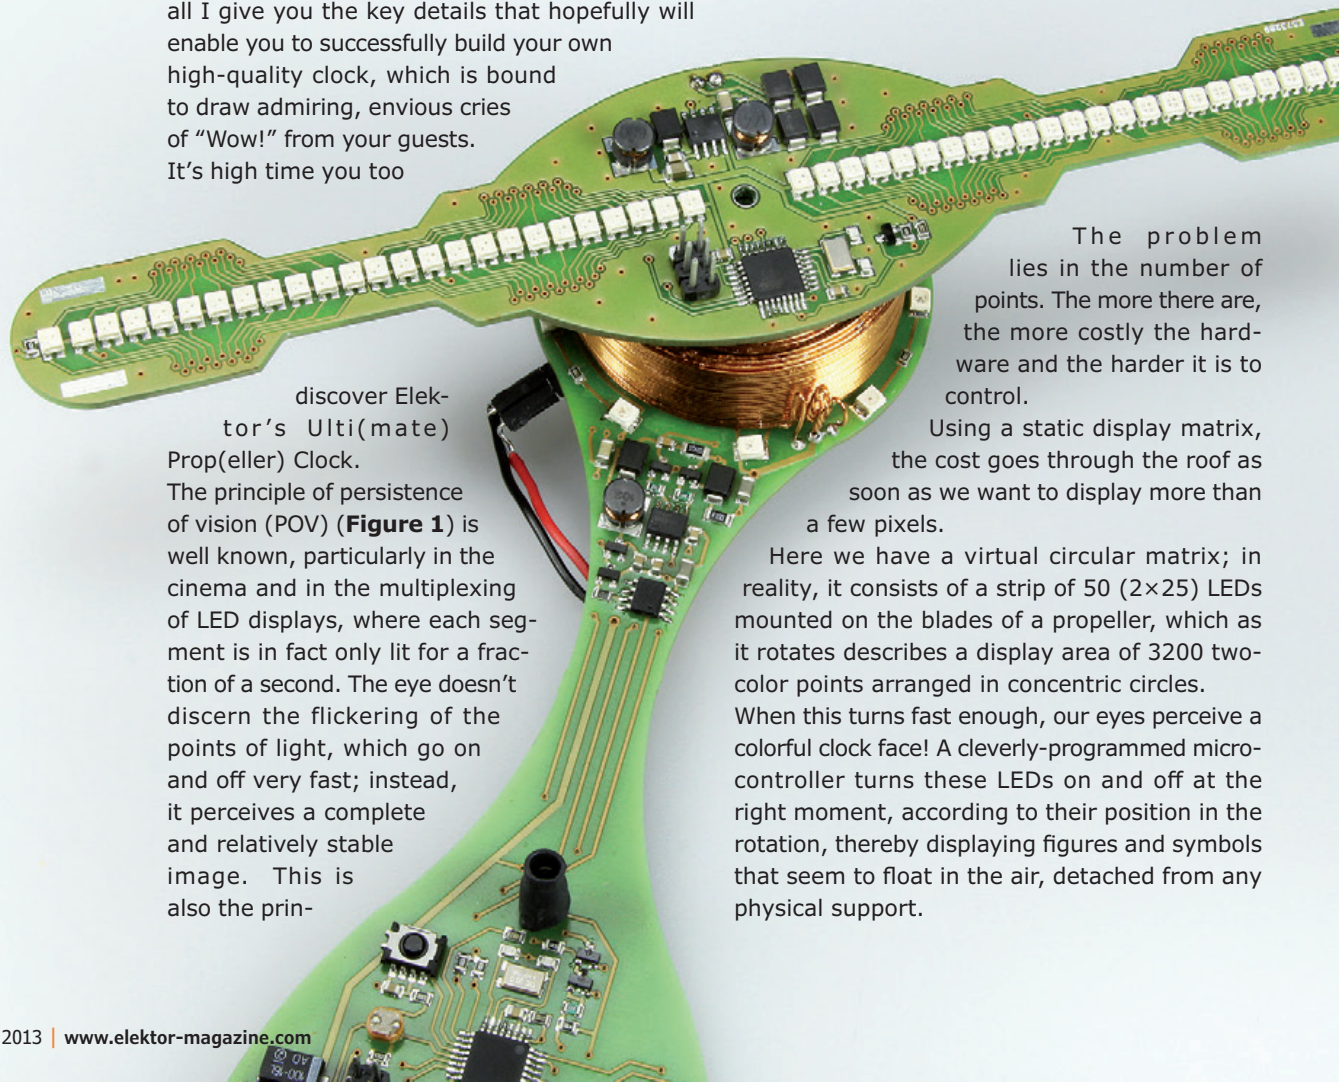 all I give you the key details that hopefully will
enable you to successfully build your own
high-quality clock, which is bound
to draw admiring, envious cries
of “Wow!” from your guests.
It’s high time you too
discover Elek-
tor’s Ulti(mate)
Prop(eller) Clock.
The principle of persistence
of vision (POV) (Figure 1) is
well known, particularly in the
cinema and in the multiplexing
of LED displays, where each seg-
ment is in fact only lit for a frac-
tion of a second. The eye doesn’t
discern the flickering of the
points of light, which go on
and off very fast; instead,
it perceives a complete
and relatively stable
image. This is
also the prin-
The problem
lies in the number of
points. The more there are,
the more costly the hard-
ware and the harder it is to
control.
Using a static display matrix,
the cost goes through the roof as
soon as we want to display more than
a few pixels.
Here we have a virtual circular matrix; in
reality, it consists of a strip of 50 (2×25) LEDs
mounted on the blades of a propeller, which as
it rotates describes a display area of 3200 two-
color points arranged in concentric circles.
When this turns fast enough, our eyes perceive a
colorful clock face! A cleverly-programmed micro-
controller turns these LEDs on and off at the
right moment, according to their position in the
rotation, thereby displaying figures and symbols
that seem to float in the air, detached from any
physical support.
2013 | www.elektor-magazine.com